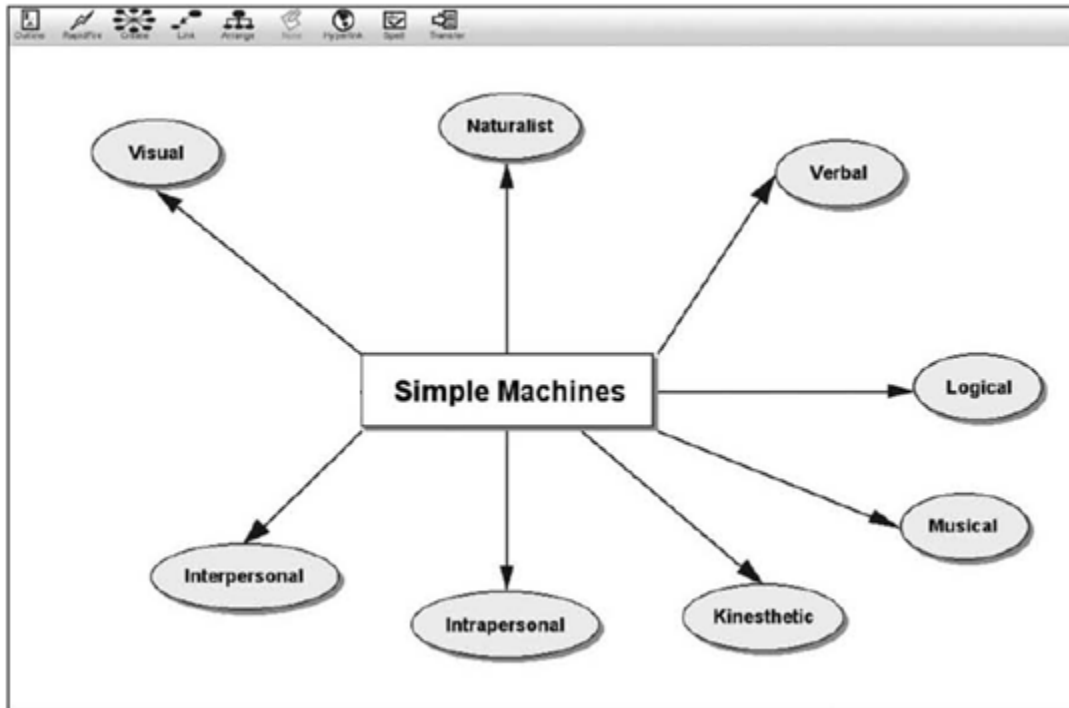 Outline RapidFire Create Link Arrange Note Hyperlink Spell Transfer
Naturalist
Visual
Verbal
Simple Machines
Logical
Musical
Interpersonal
Intrapersonal
Kinesthetic